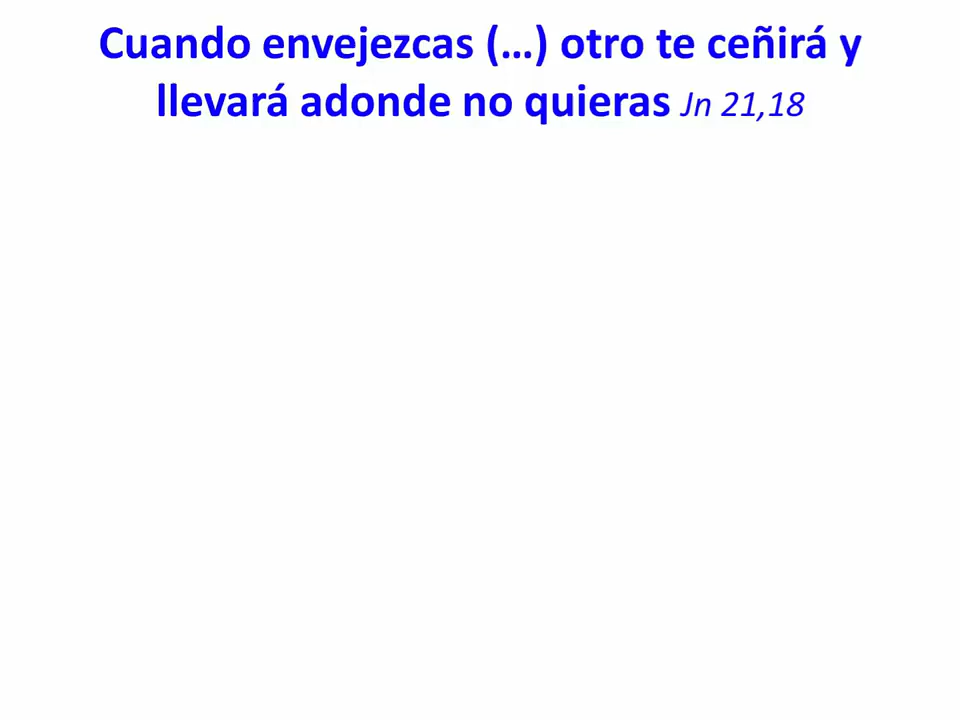 Cuando envejezcas (…) otro te ceñirá y
llevará adonde no quieras Jn 21,18